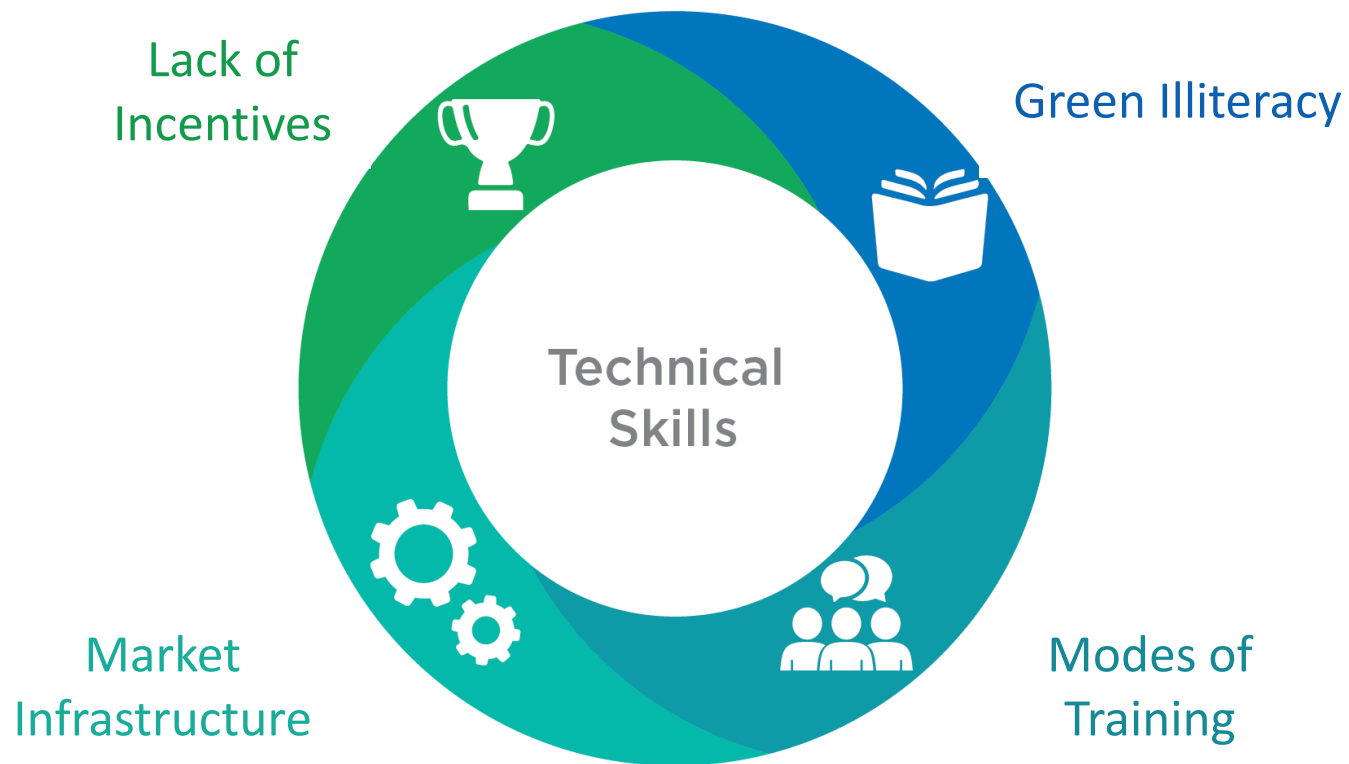 Lack of
Incentives
Green Illiteracy
Technical
Skills
Market
Infrastructure
Modes of
Training